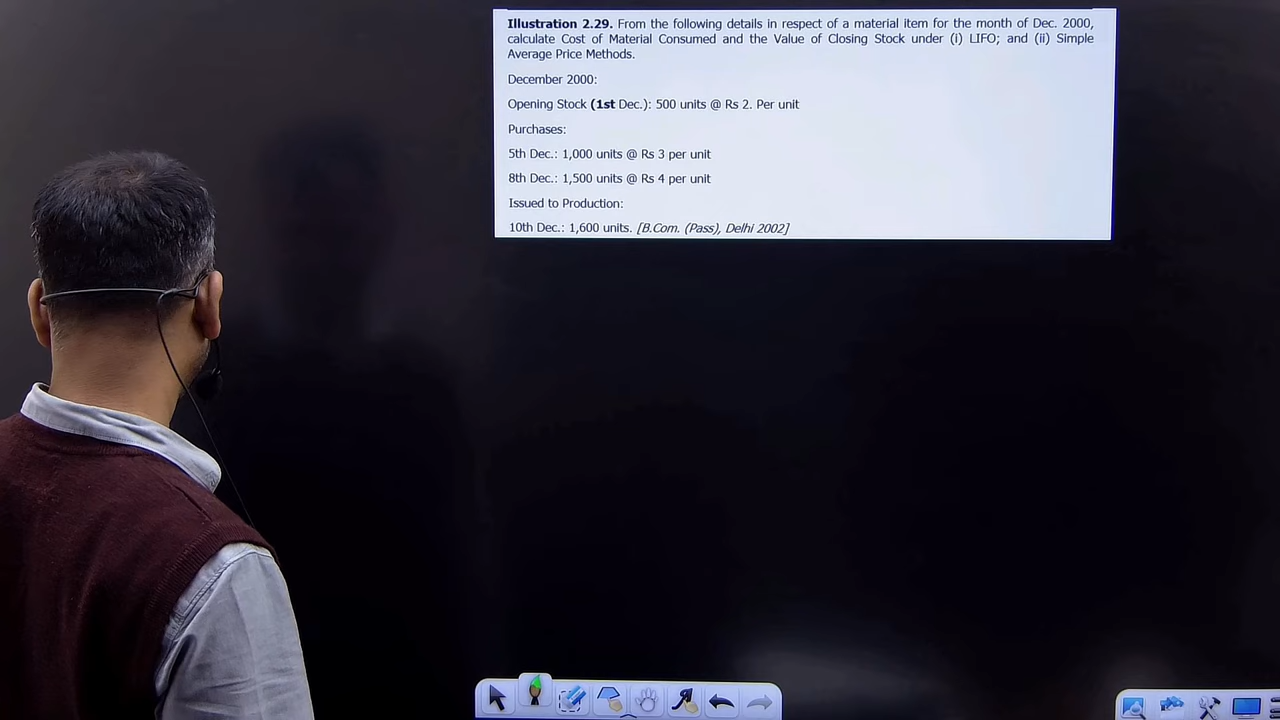 Illustration 2.29. From the following details in respect of a material item for the month of Dec. 2000,
calculate Cost of Material Consumed and the Value of Closing Stock under (i) LIFO; and (ii) Simple
Average Price Methods.
December 2000:
Opening Stock (1st Dec.): 500 units @ Rs 2. Per unit
Purchases:
5th Dec.: 1,000 units @ Rs 3 per unit
8th Dec.: 1,500 units @ Rs 4 per unit
Issued to Production:
10th Dec.: 1,600 units. [B.Com. (Pass), Delhi 2002]